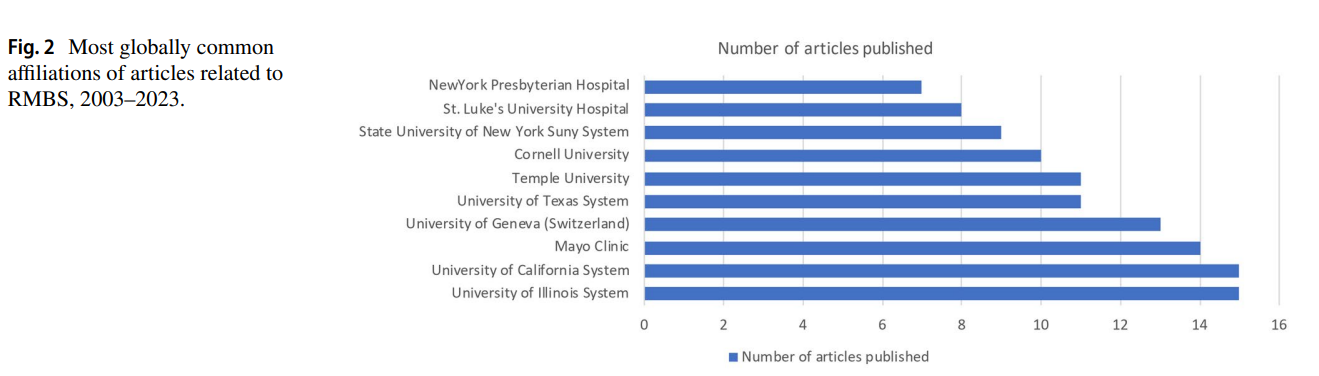 Fig. 2 Most globally common
affiliations of articles related to
RMBS, 2003–2023.
Number of articles published
NewYork Presbyterian Hospital
St. Luke's University Hospital
State University of New York Suny System
Cornell University
Temple University
University of Texas System
University of Geneva (Switzerland)
Mayo Clinic
University of California System
University of Illinois System
0 2 4 6 8 10 12 14 16
Number of articles published